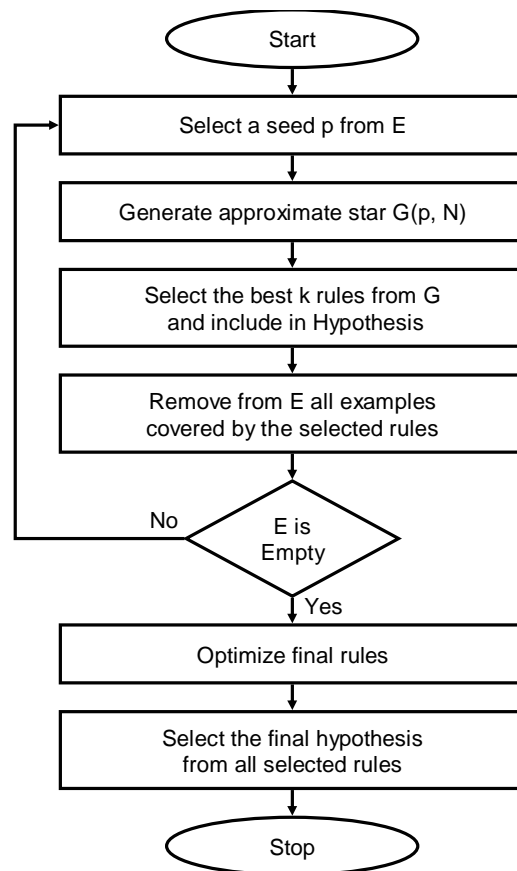 Start
Select a seed p from E
Generate approximate star G(p, N)
Select the best k rules from G
and include in Hypothesis
Remove from E all examples
covered by the selected rules
No
E is
Empty
Yes
Optimize final rules
Select the final hypothesis
from all selected rules
Stop